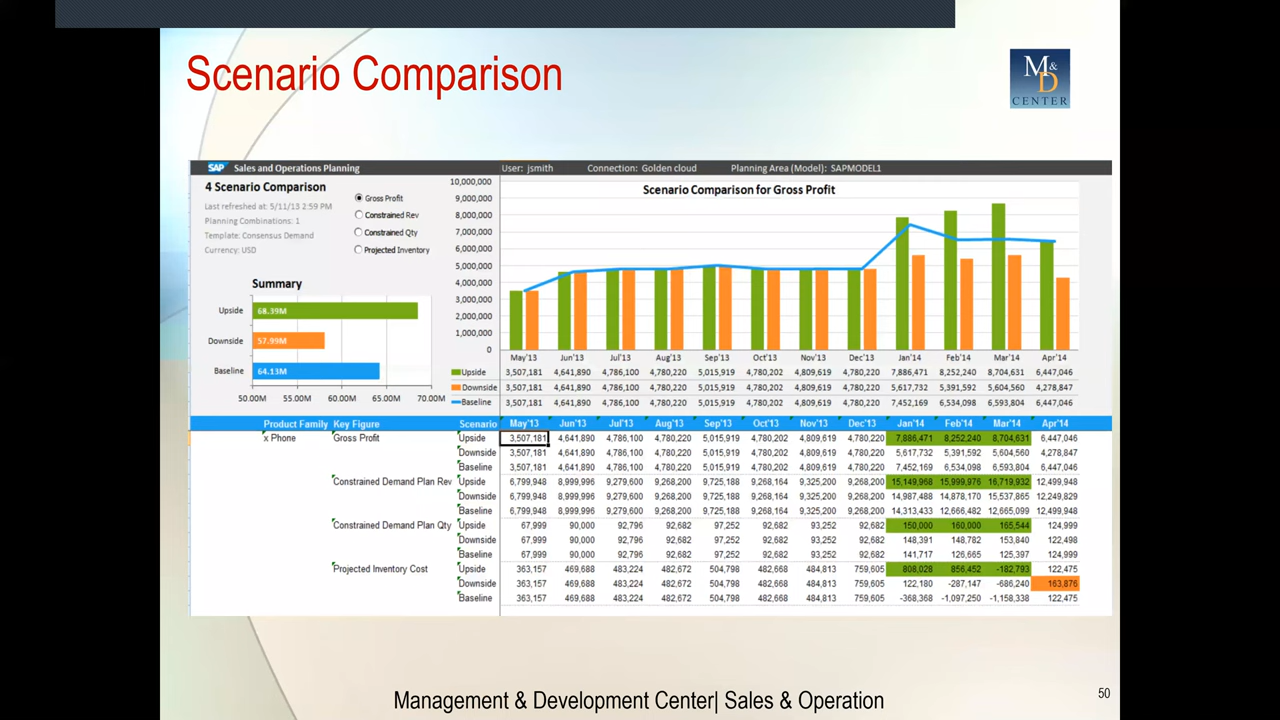 Scenario Comparison
M&D
CENTER
SAP Sales and Operations Planning User: jsmith Connection: Golden cloud Planning Area (Model): SAPMODEL1
4 Scenario Comparison
Last refreshed at: 5/11/13 2:59 PM
Planning Combinations: 1
Template: Consensus Demand
Currency: USD
Gross Profit
Constrained Rev
Constrained Qty
Projected Inventory
Summary
Upside 68.39M
Downside 57.99M
Baseline 64.13M
50.00M 55.00M 60.00M 65.00M 70.00M
Scenario Comparison for Gross Profit
10,000,000
9,000,000
8,000,000
7,000,000
6,000,000
5,000,000
4,000,000
3,000,000
2,000,000
1,000,000
0
May'13 Jun'13 Jul'13 Aug'13 Sep'13 Oct'13 Nov'13 Dec'13 Jan'14 Feb'14 Mar'14 Apr'14
Upside 3,507,181 4,641,890 4,786,100 4,780,220 5,015,919 4,780,202 4,809,619 4,780,220 7,886,471 8,252,240 8,704,631 6,447,046
Downside 3,507,181 4,641,890 4,786,100 4,780,220 5,015,919 4,780,202 4,809,619 4,780,220 5,617,732 5,391,592 5,604,560 4,278,847
Baseline 3,507,181 4,641,890 4,786,100 4,780,220 5,015,919 4,780,202 4,809,619 4,780,220 7,452,169 6,534,098 6,593,804 6,447,046
Product Family Key Figure Scenario May'13 Jun'13 Jul'13 Aug'13 Sep'13 Oct'13 Nov'13 Dec'13 Jan'14 Feb'14 Mar'14 Apr'14
x Phone Gross Profit Upside 3,507,181 4,641,890 4,786,100 4,780,220 5,015,919 4,780,202 4,809,619 4,780,220 7,886,471 8,252,240 8,704,631 6,447,046
Downside 3,507,181 4,641,890 4,786,100 4,780,220 5,015,919 4,780,202 4,809,619 4,780,220 5,617,732 5,391,592 5,604,560 4,278,847
Baseline 3,507,181 4,641,890 4,786,100 4,780,220 5,015,919 4,780,202 4,809,619 4,780,220 7,452,169 6,534,098 6,593,804 6,447,046
Constrained Demand Plan Rev Upside 6,799,948 8,999,996 9,279,600 9,268,200 9,725,188 9,268,164 9,325,200 9,268,200 15,149,968 15,999,976 16,719,932 12,499,948
Downside 6,799,948 8,999,996 9,279,600 9,268,200 9,725,188 9,268,164 9,325,200 9,268,200 14,987,488 14,878,170 15,537,865 12,249,829
Baseline 6,799,948 8,999,996 9,279,600 9,268,200 9,725,188 9,268,164 9,325,200 9,268,200 14,313,433 12,666,482 12,665,099 12,499,948
Constrained Demand Plan Qty Upside 67,999 90,000 92,796 92,682 97,252 92,682 93,252 92,682 150,000 160,000 165,544 124,999
Downside 67,999 90,000 92,796 92,682 97,252 92,682 93,252 92,682 148,391 148,782 153,840 122,498
Baseline 67,999 90,000 92,796 92,682 97,252 92,682 93,252 92,682 141,717 126,665 125,397 124,999
Projected Inventory Cost Upside 363,157 469,688 483,224 482,672 504,798 482,668 484,813 759,605 808,028 856,452 -182,793 122,475
Downside 363,157 469,688 483,224 482,672 504,798 482,668 484,813 759,605 122,180 -287,147 -686,240 163,876
Baseline 363,157 469,688 483,224 482,672 504,798 482,668 484,813 759,605 -368,368 -1,097,250 -1,158,338 122,475
Management & Development Center| Sales & Operation
50